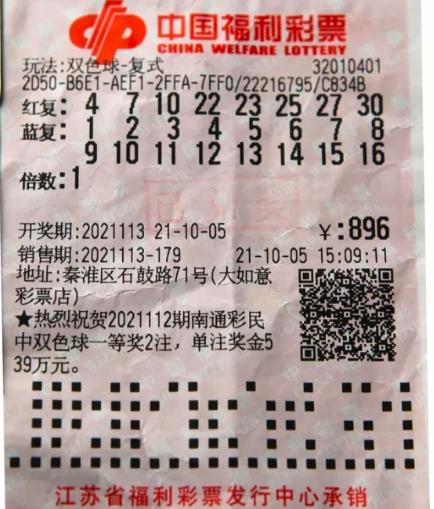 中国福利彩票
CHINA WELFARE LOTTERY
玩法:双色球-复式 32010401
2D50-B6E1-AEF1-2FFA-7FF0/22216795/C834B
红复: 4 7 10 22 23 25 27 30
蓝复: 1 2 3 4 5 6 7 8
9 10 11 12 13 14 15 16
倍数:1
开奖期:2021113 21-10-05 ￥:896
销售期:2021113-179 21-10-05 15:09:11
地址:秦淮区石鼓路71号(大如意
彩票店)
★热烈祝贺2021112期南通彩民
中双色球一等奖2注，单注奖金5
39万元。
江苏省福利彩票发行中心承销